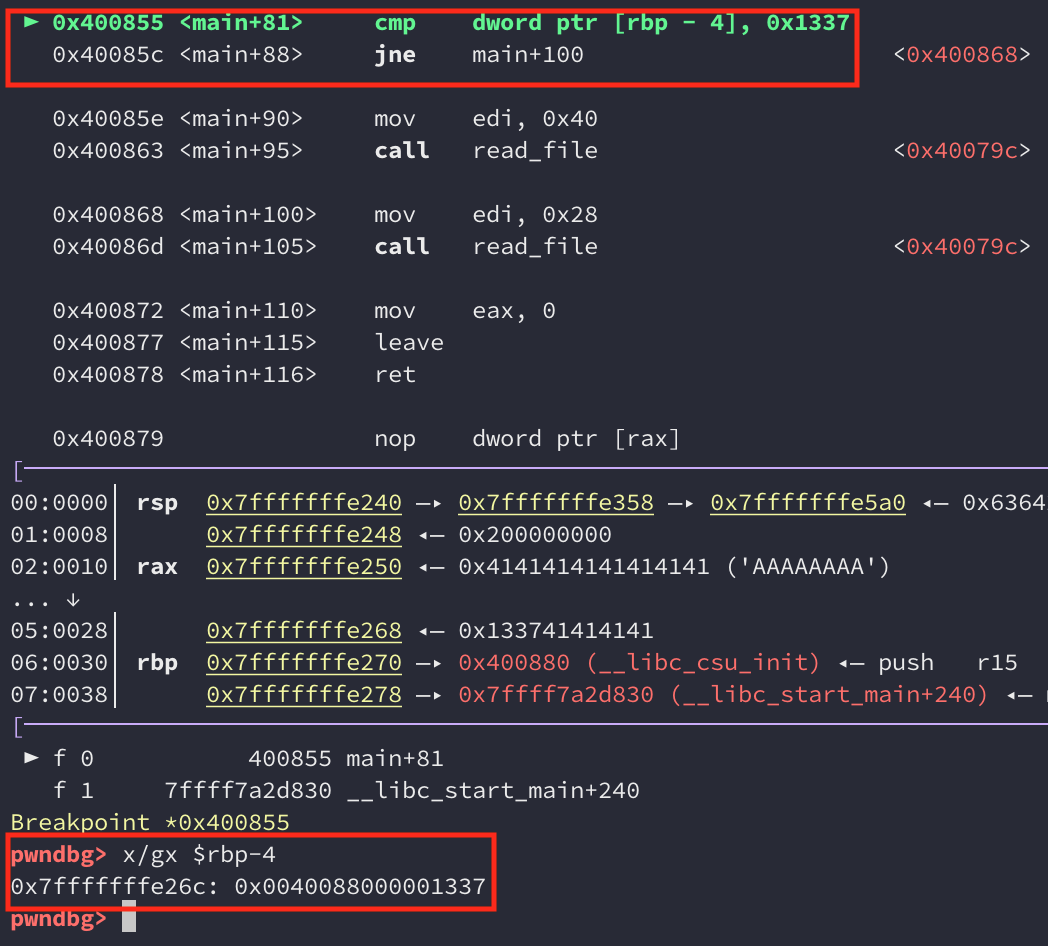 ► 0x400855 <main+81> cmp dword ptr [rbp - 4], 0x1337
0x40085c <main+88> jne main+100 <0x400868>
0x40085e <main+90> mov edi, 0x40
0x400863 <main+95> call read_file <0x40079c>
0x400868 <main+100> mov edi, 0x28
0x40086d <main+105> call read_file <0x40079c>
0x400872 <main+110> mov eax, 0
0x400877 <main+115> leave
0x400878 <main+116> ret
0x400879 nop dword ptr [rax]
[
00:0000│ rsp 0x7fffffffe240 —▸ 0x7fffffffe358 —▸ 0x7fffffffe5a0 ◂— 0x6364
01:0008│ 0x7fffffffe248 ◂— 0x200000000
02:0010│ rax 0x7fffffffe250 ◂— 0x4141414141414141 ('AAAAAAAA')
... ↓
05:0028│ 0x7fffffffe268 ◂— 0x133741414141
06:0030│ rbp 0x7fffffffe270 —▸ 0x400880 (__libc_csu_init) ◂— push r15
07:0038│ 0x7fffffffe278 —▸ 0x7ffff7a2d830 (__libc_start_main+240) ◂—
[
► f 0 400855 main+81
f 1 7ffff7a2d830 __libc_start_main+240
Breakpoint *0x400855
pwndbg> x/gx $rbp-4
0x7fffffffe26c: 0x0040088000001337
pwndbg>